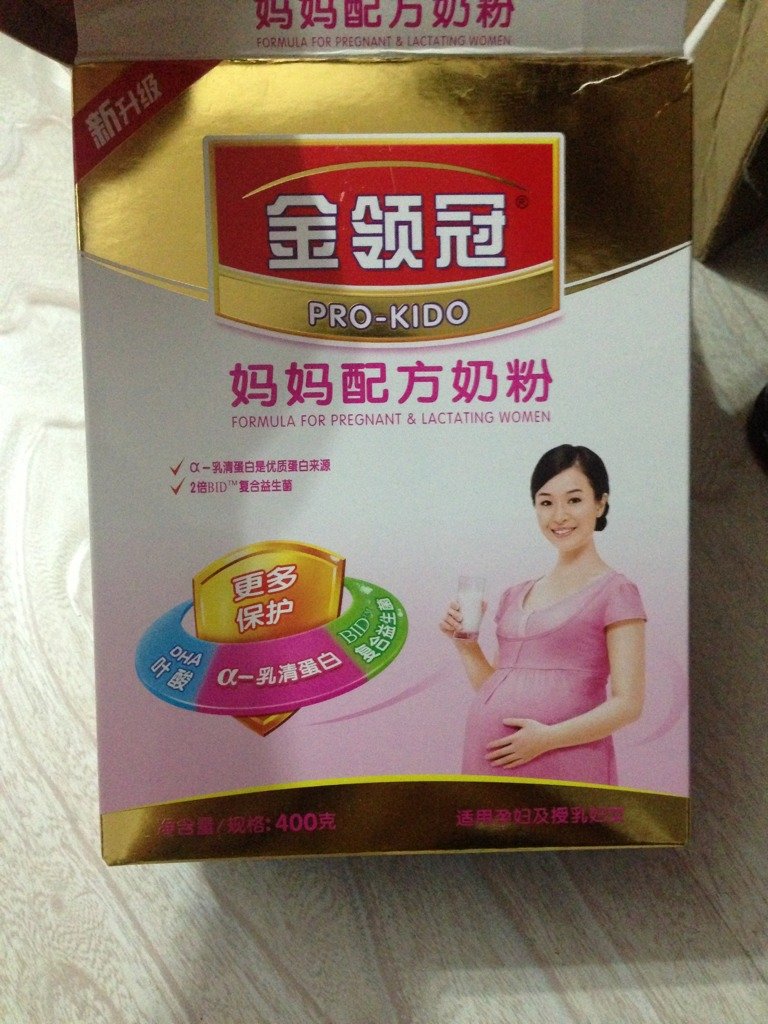 妈妈配方奶粉
FORMULA FOR PREGNANT & LACTATING WOMEN
新升级
金领冠®
PRO-KIDO
妈妈配方奶粉
FORMULA FOR PREGNANT & LACTATING WOMEN
✓ α-乳清蛋白是优质蛋白来源
✓ 2倍BID™复合益生菌
更多
保护
DHA
叶酸
α-乳清蛋白
BID™
复合益生菌
净含量/规格:400克
适用孕妇及授乳妇女